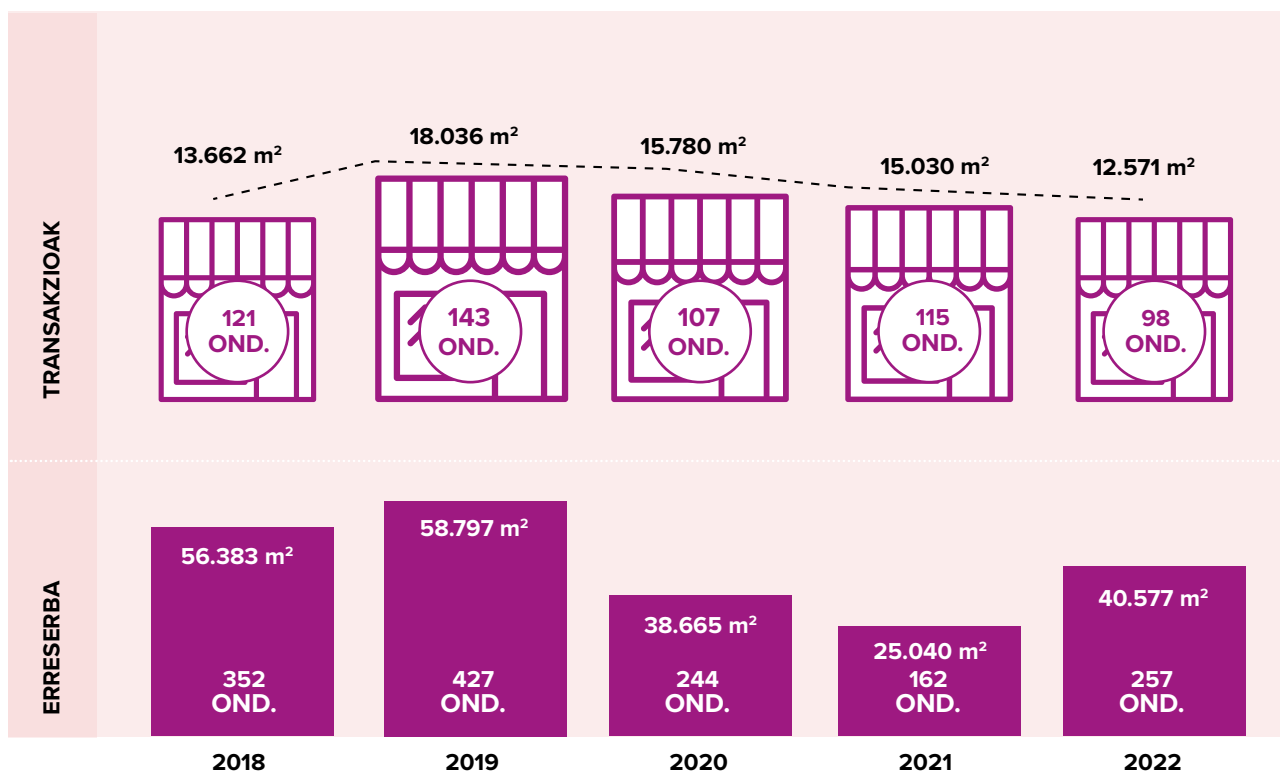 TRANSAKZIOAK
13.662 m²
18.036 m²
15.780 m²
15.030 m²
12.571 m²
121
OND.
143
OND.
107
OND.
115
OND.
98
OND.
ERRESERBA
56.383 m²
352
OND.
58.797 m²
427
OND.
38.665 m²
244
OND.
25.040 m²
162
OND.
40.577 m²
257
OND.
2018
2019
2020
2021
2022